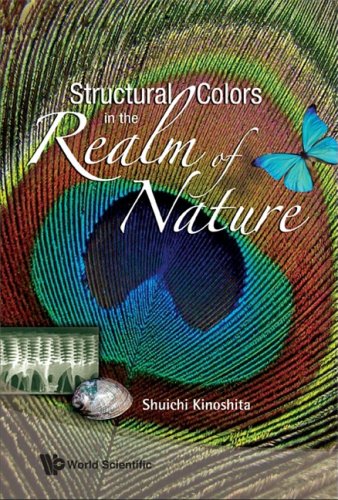 Structural Colors
in the
Realm of
Nature
Shuichi Kinoshita
World Scientific